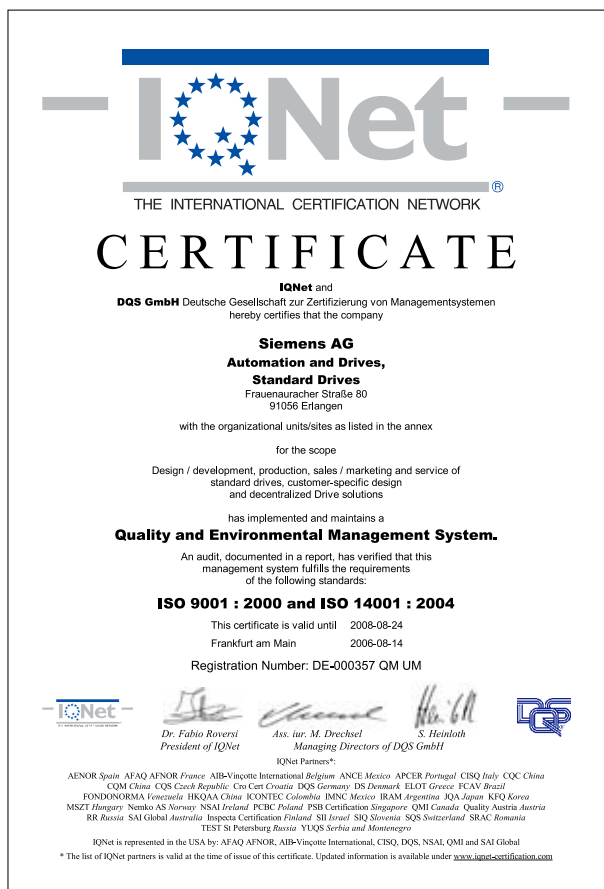 IQNet
®
THE INTERNATIONAL CERTIFICATION NETWORK
CERTIFICATE
IQNet and
DQS GmbH Deutsche Gesellschaft zur Zertifizierung von Managementsystemen
hereby certifies that the company
Siemens AG
Automation and Drives,
Standard Drives
Frauenauracher Straße 80
91056 Erlangen
with the organizational units/sites as listed in the annex
for the scope
Design / development, production, sales / marketing and service of
standard drives, customer-specific design
and decentralized Drive solutions
has implemented and maintains a
Quality and Environmental Management System.
An audit, documented in a report, has verified that this
management system fulfills the requirements
of the following standards:
ISO 9001 : 2000 and ISO 14001 : 2004
This certificate is valid until 2008-08-24
Frankfurt am Main 2006-08-14
Registration Number: DE-000357 QM UM
IQNet
DQS
Dr. Fabio Roversi Ass. iur. M. Drechsel S. Heinloth
President of IQNet Managing Directors of DQS GmbH
IQNet Partners*:
AENOR Spain AFAQ AFNOR France AIB-Vinçotte International Belgium ANCE Mexico APCER Portugal CISQ Italy CQC China
CQM China CQS Czech Republic Cro Cert Croatia DQS Germany DS Denmark ELOT Greece FCAV Brazil
FONDONORMA Venezuela HKQAA China ICONTEC Colombia IMNC Mexico IRAM Argentina JQA Japan KFQ Korea
MSZT Hungary Nemko AS Norway NSAI Ireland PCBC Poland PSB Certification Singapore QMI Canada Quality Austria Austria
RR Russia SAI Global Australia Inspecta Certification Finland SII Israel SIQ Slovenia SQS Switzerland SRAC Romania
TEST St Petersburg Russia YUQS Serbia and Montenegro
IQNet is represented in the USA by: AFAQ AFNOR, AIB-Vinçotte International, CISQ, DQS, NSAI, QMI and SAI Global
* The list of IQNet partners is valid at the time of issue of this certificate. Updated information is available under www.iqnet-certification.com